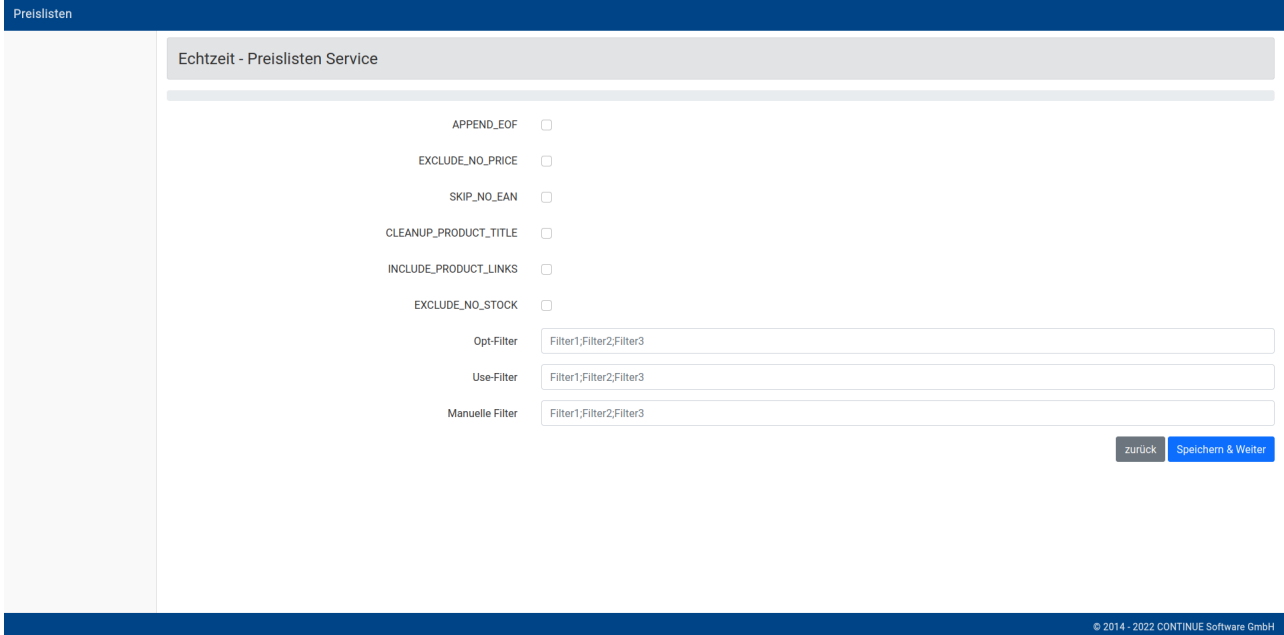 Preislisten
Echtzeit - Preislisten Service
APPEND_EOF
EXCLUDE_NO_PRICE
SKIP_NO_EAN
CLEANUP_PRODUCT_TITLE
INCLUDE_PRODUCT_LINKS
EXCLUDE_NO_STOCK
Opt-Filter Filter1;Filter2;Filter3
Use-Filter Filter1;Filter2;Filter3
Manuelle Filter Filter1;Filter2;Filter3
zurück Speichern & Weiter
© 2014 - 2022 CONTINUE Software GmbH